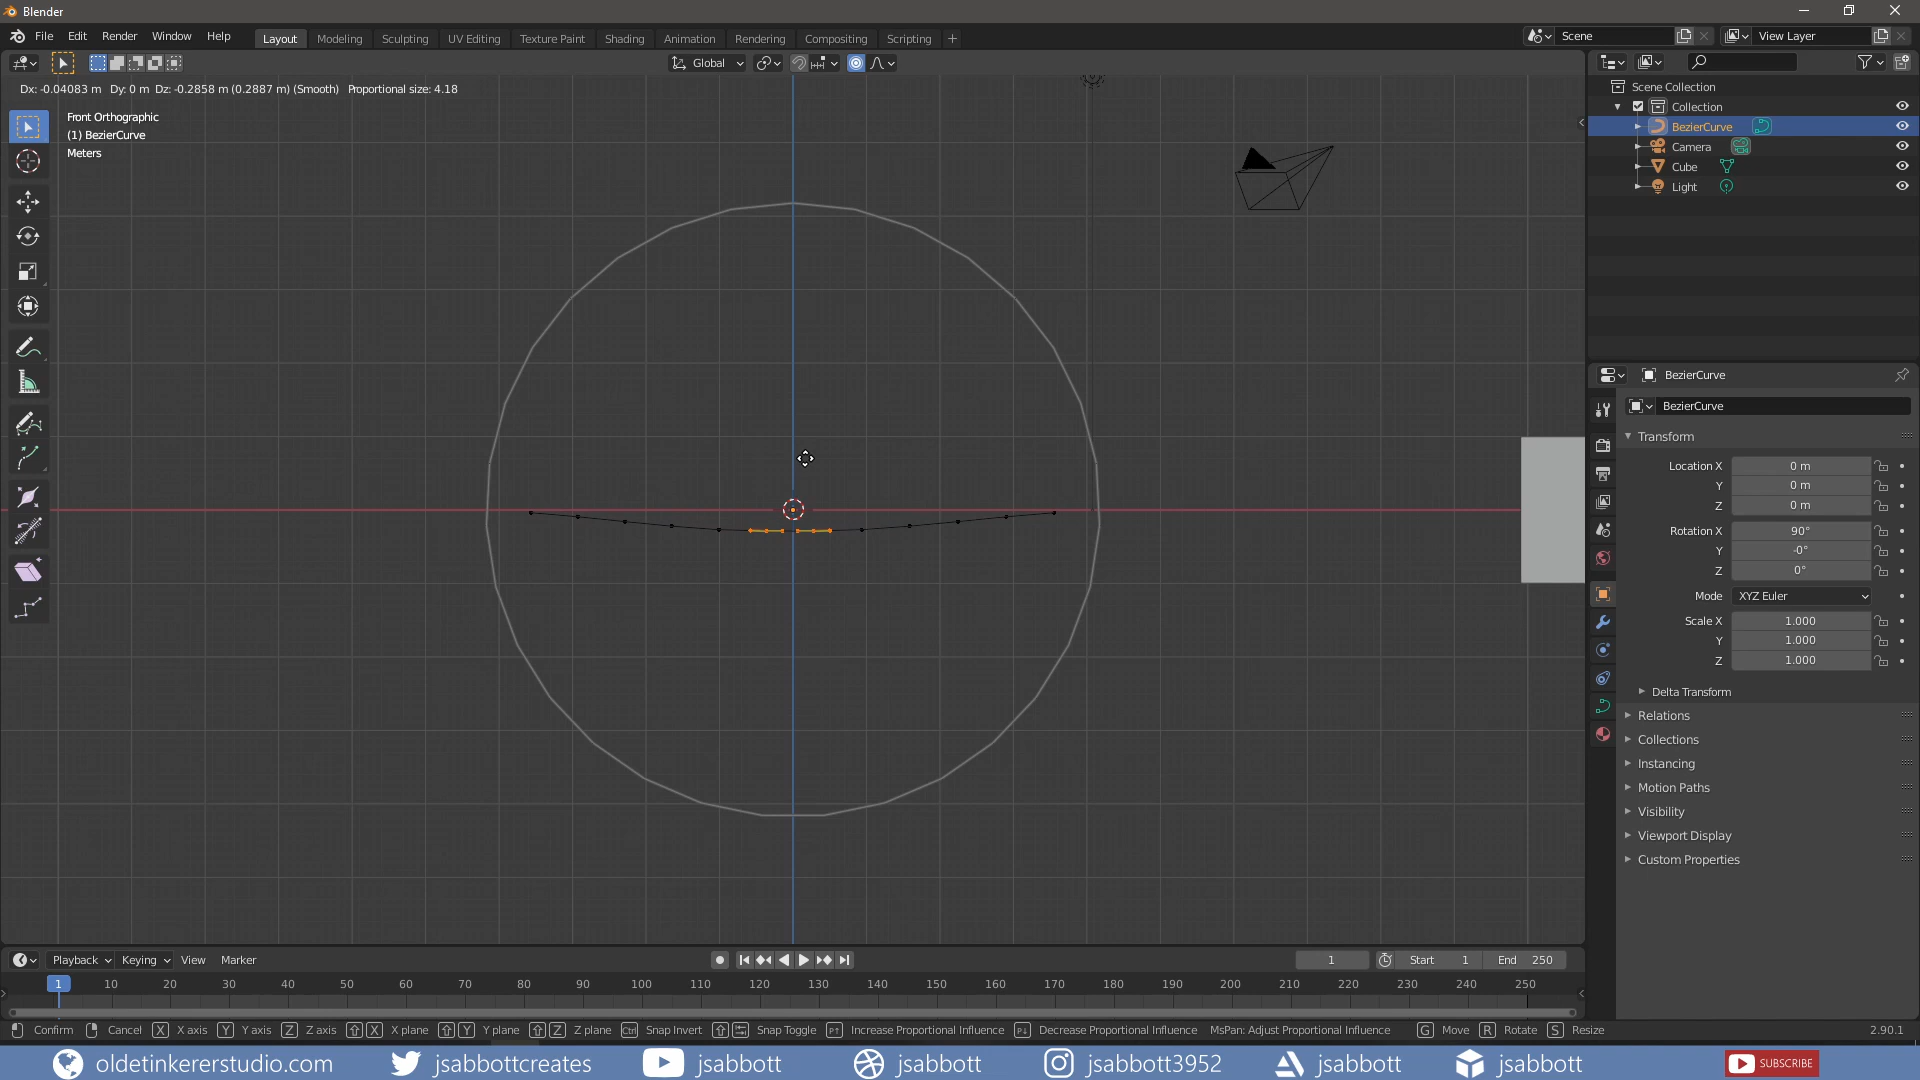 Blender
File Edit Render Window Help Layout Modeling Sculpting UV Editing Texture Paint Shading Animation Rendering Compositing Scripting Scene View Layer
Global
Dx: -0.04083 m Dy: 0 m Dz: -0.2858 m (0.2887 m) (Smooth) Proportional size: 4.18
Front Orthographic
(1) BezierCurve
Meters
Scene Collection
Collection
BezierCurve
Camera
Cube
Light
BezierCurve
BezierCurve
Transform
Location X 0 m
Y 0 m
Z 0 m
Rotation X 90°
Y -0°
Z 0°
Mode XYZ Euler
Scale X 1.000
Y 1.000
Z 1.000
Delta Transform
Relations
Collections
Instancing
Motion Paths
Visibility
Viewport Display
Custom Properties
Playback Keying View Marker 1 Start 1 End 250
1 10 20 30 40 50 60 70 80 90 100 110 120 130 140 150 160 170 180 190 200 210 220 230 240 250
Confirm Cancel X X axis Y Y axis Z Z axis X X plane Y Y plane Z Z plane Ctrl Snap Invert Snap Toggle Increase Proportional Influence Decrease Proportional Influence MsPan: Adjust Proportional Influence G Move R Rotate S Resize 2.90.1
oldetinkererstudio.com jsabbottcreates jsabbott jsabbott jsabbott3952 jsabbott jsabbott SUBSCRIBE